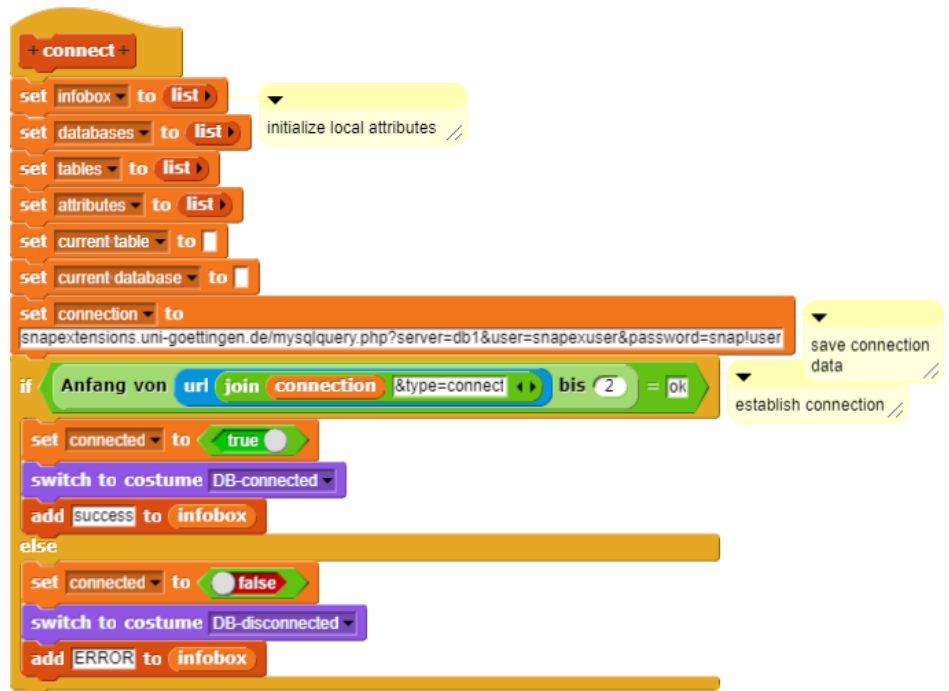 + connect +
set infobox to list
initialize local attributes
set databases to list
set tables to list
set attributes to list
set current table to
set current database to
set connection to
snapextensions.uni-goettingen.de/mysqlquery.php?server=db1&user=snapexuser&password=snap!user
save connection
data
if Anfang von url join connection &type=connect bis 2 = ok
establish connection
set connected to true
switch to costume DB-connected
add success to infobox
else
set connected to false
switch to costume DB-disconnected
add ERROR to infobox